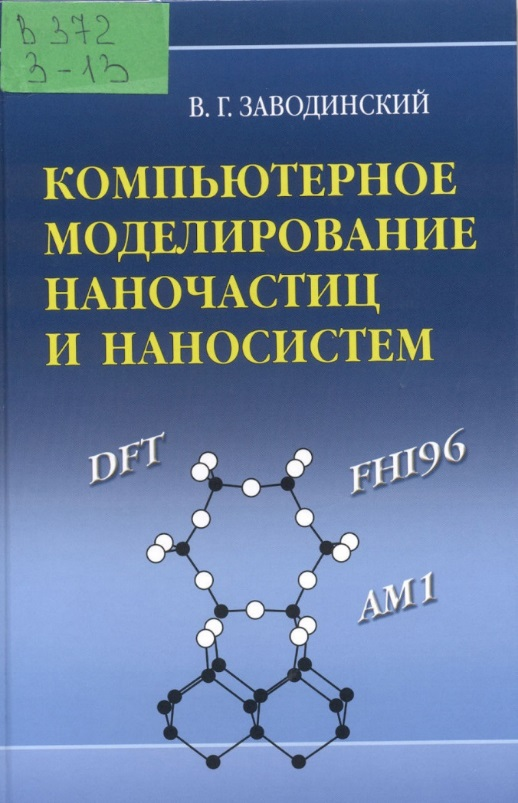 В 372
З-13
В. Г. ЗАВОДИНСКИЙ
КОМПЬЮТЕРНОЕ
МОДЕЛИРОВАНИЕ
НАНОЧАСТИЦ
И НАНОСИСТЕМ
DFT
FHI96
AM1